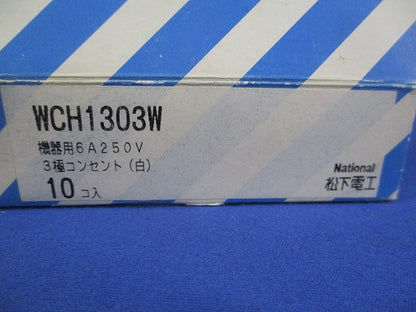 WCH1303W
機器用6A250V
3極コンセント(白)
10コ入
National
松下電工